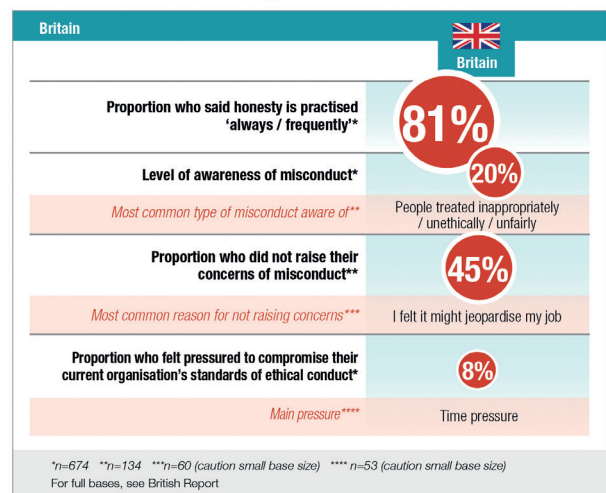 Britain
Britain
Proportion who said honesty is practised
‘always / frequently’*
81%
Level of awareness of misconduct*
20%
Most common type of misconduct aware of**
People treated inappropriately
/ unethically / unfairly
Proportion who did not raise their
concerns of misconduct**
45%
Most common reason for not raising concerns***
I felt it might jeopardise my job
Proportion who felt pressured to compromise their
current organisation’s standards of ethical conduct*
8%
Main pressure****
Time pressure
*n=674 **n=134 ***n=60 (caution small base size) **** n=53 (caution small base size)
For full bases, see British Report